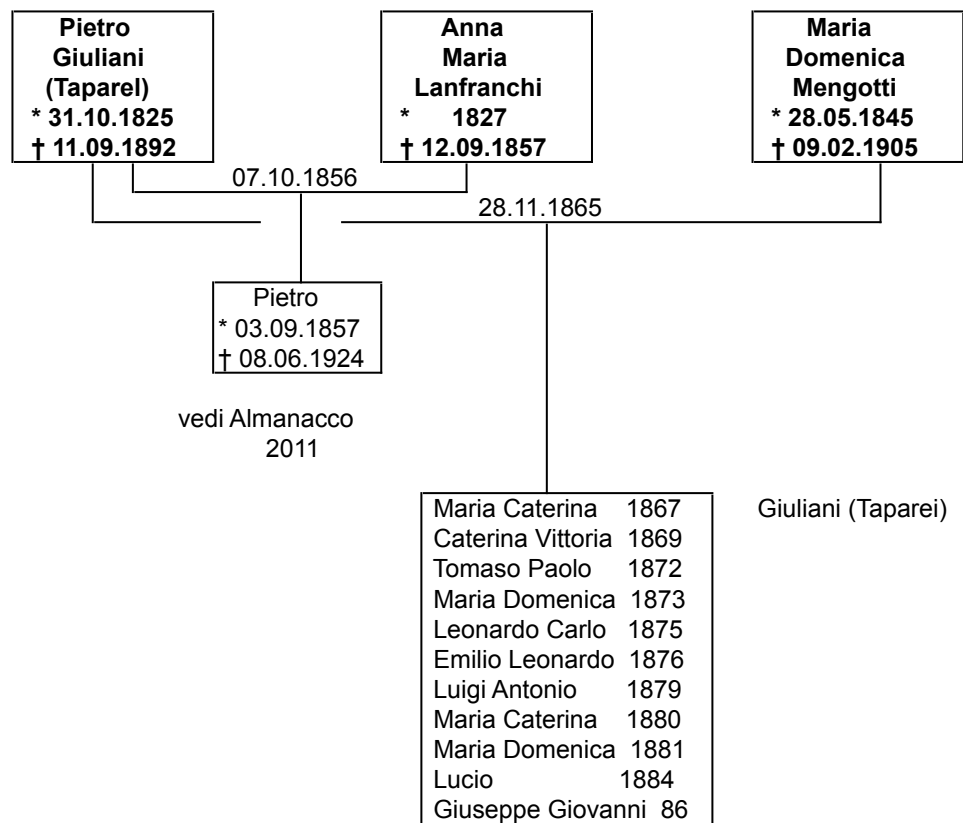 Pietro
Giuliani
(Taparel)
* 31.10.1825
† 11.09.1892
Anna
Maria
Lanfranchi
* 1827
† 12.09.1857
Maria
Domenica
Mengotti
* 28.05.1845
† 09.02.1905
07.10.1856
28.11.1865
Pietro
* 03.09.1857
† 08.06.1924
vedi Almanacco
2011
Maria Caterina 1867
Caterina Vittoria 1869
Tomaso Paolo 1872
Maria Domenica 1873
Leonardo Carlo 1875
Emilio Leonardo 1876
Luigi Antonio 1879
Maria Caterina 1880
Maria Domenica 1881
Lucio 1884
Giuseppe Giovanni 86
Giuliani (Taparei)